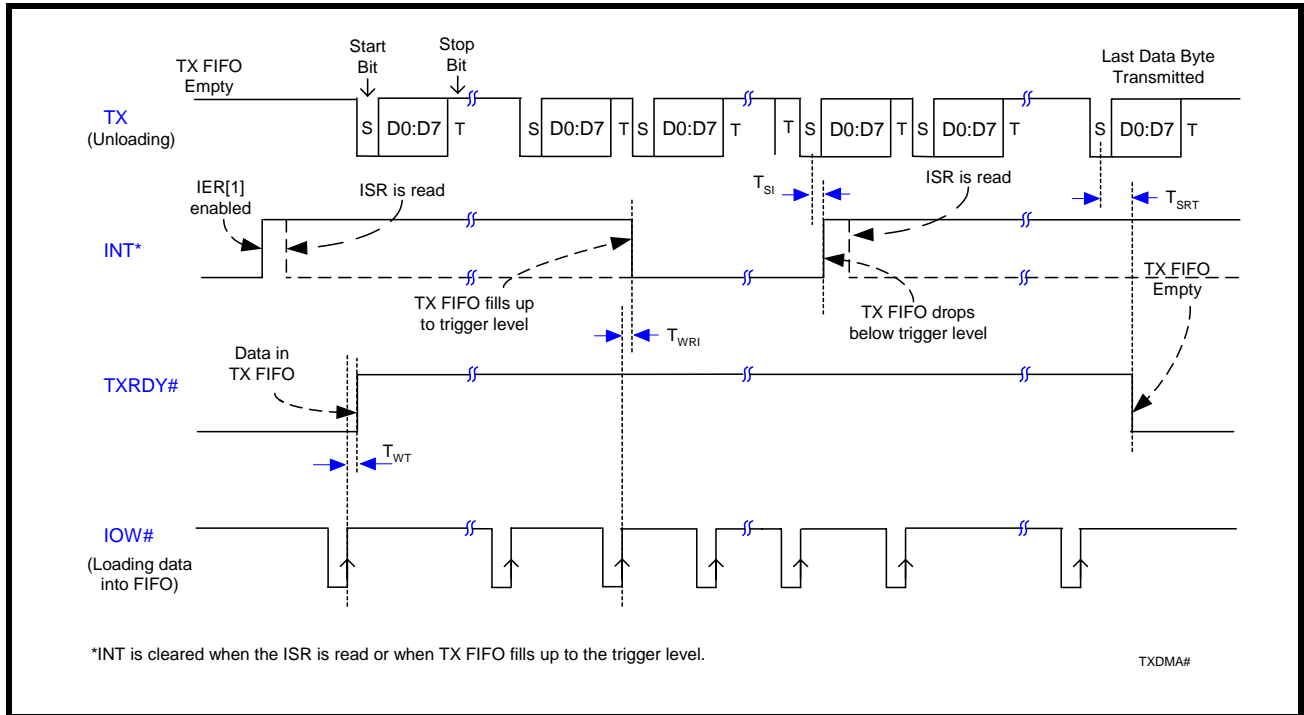 Start
Bit
Stop
Bit
TX FIFO
Empty
Last Data Byte
Transmitted
TX
(Unloading)
S D0:D7 T S D0:D7 T S D0:D7 T T S D0:D7 T S D0:D7 T S D0:D7 T
IER[1]
enabled
ISR is read
TSI
ISR is read
TSRT
INT*
TX FIFO fills up
to trigger level
TX FIFO drops
below trigger level
TX FIFO
Empty
TWRI
Data in
TX FIFO
TXRDY#
TWT
IOW#
(Loading data
into FIFO)
*INT is cleared when the ISR is read or when TX FIFO fills up to the trigger level.
TXDMA#